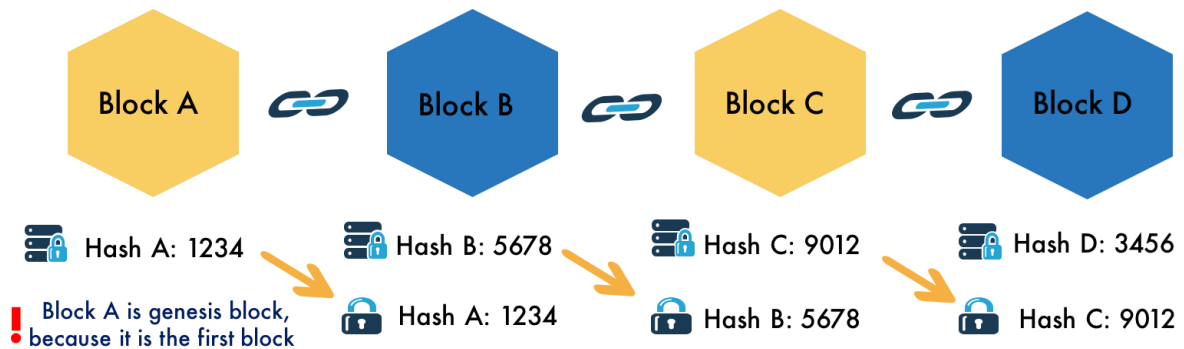 Block A
Block B
Block C
Block D
Hash A: 1234
Hash B: 5678
Hash C: 9012
Hash D: 3456
Hash A: 1234
Hash B: 5678
Hash C: 9012
! Block A is genesis block,
because it is the first block